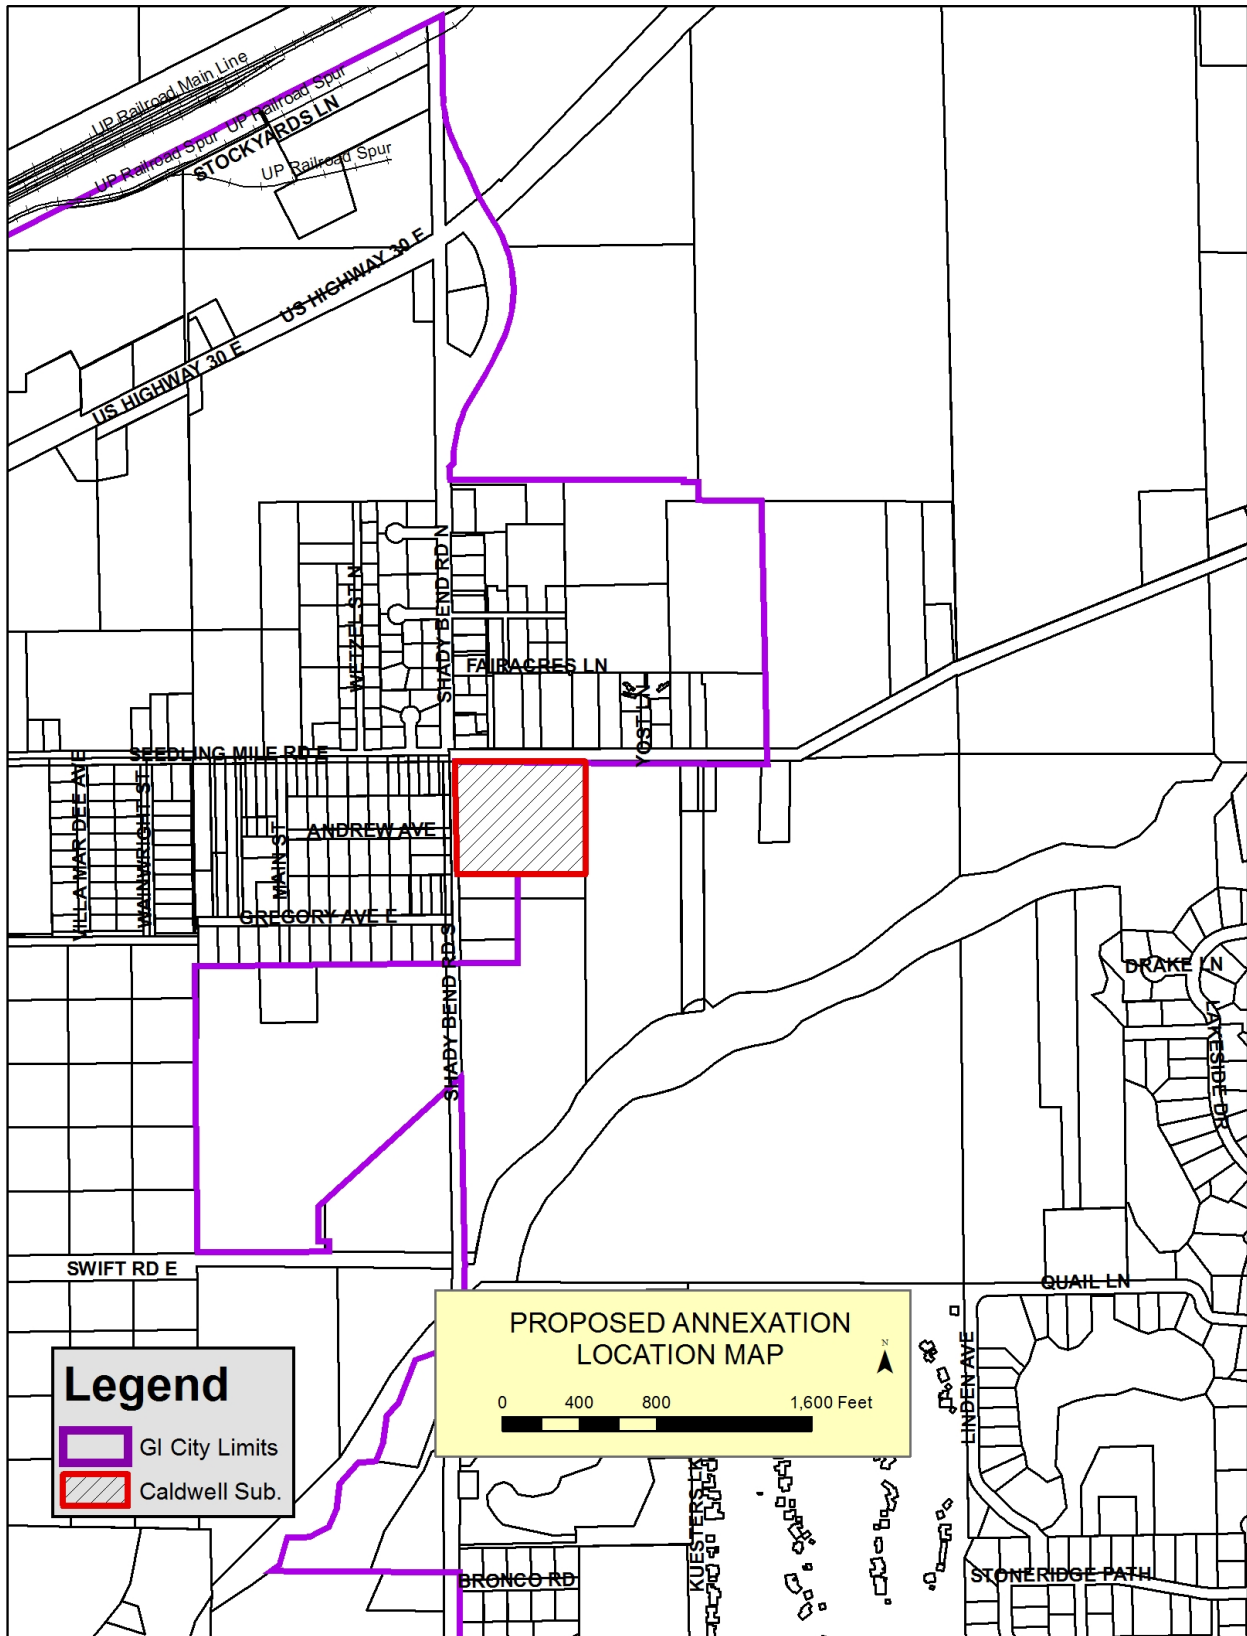 UP Railroad Main Line
UP Railroad Spur
UP Railroad Spur
STOCKYARDS LN
UP Railroad Spur
US HIGHWAY 30 E
US HIGHWAY 30 E
WETZEL ST N
SHADY BEND RD N
FAIRACRES LN
YOST LN
SEEDLING MILE RD E
VILLA MAR DEE AVE
WAINWRIGHT ST
MAIN ST
ANDREW AVE
GREGORY AVE E
SHADY BEND RD S
DRAKE LN
LAKESIDE DR
SWIFT RD E
QUAIL LN
LINDEN AVE
PROPOSED ANNEXATION
LOCATION MAP
N
0 400 800 1,600 Feet
Legend
GI City Limits
Caldwell Sub.
KUESTERS LK
BRONCO RD
STONERIDGE PATH